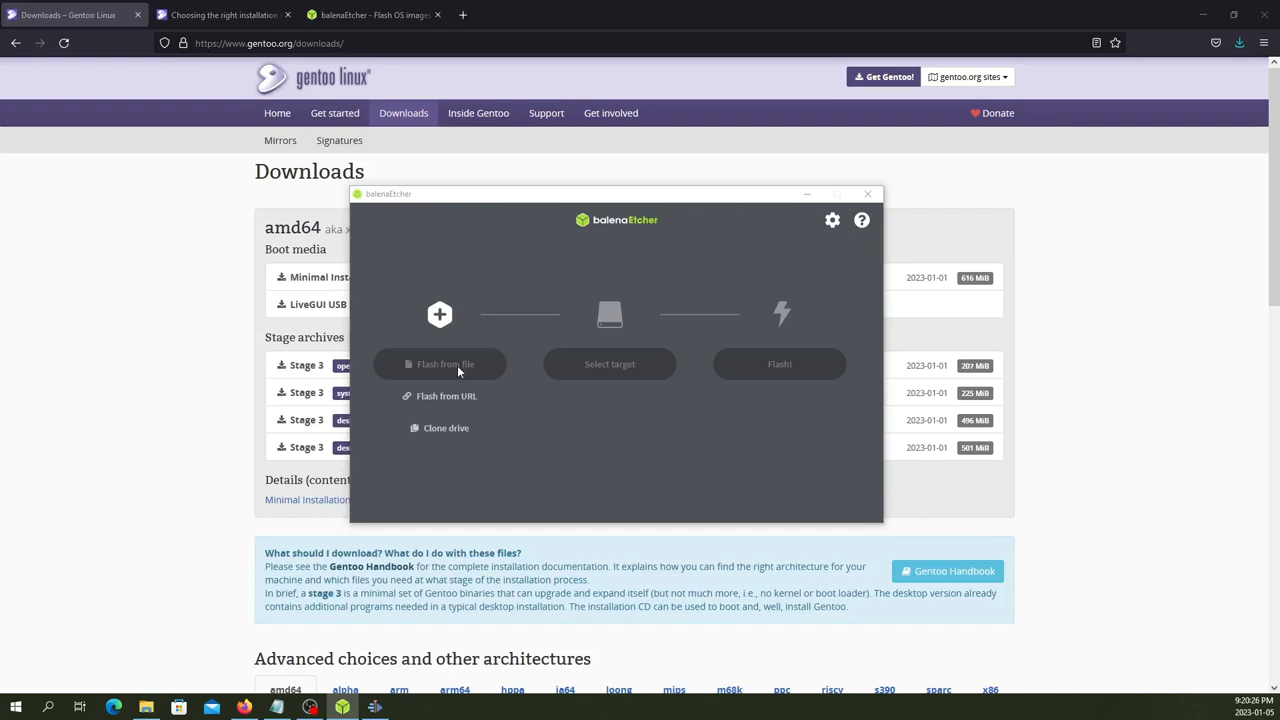 Downloads – Gentoo Linux
Choosing the right installation
balenaEtcher - Flash OS images
https://www.gentoo.org/downloads/
gentoo linux
Get Gentoo!
gentoo.org sites
Home
Get started
Downloads
Inside Gentoo
Support
Get involved
Donate
Mirrors
Signatures
Downloads
balenaEtcher
balenaEtcher
amd64 aka x
Boot media
Minimal Inst
2023-01-01
616 MiB
LiveGUI USB
Stage archives
Stage 3
ope
2023-01-01
207 MiB
Stage 3
sys
2023-01-01
225 MiB
Stage 3
des
2023-01-01
496 MiB
Stage 3
des
2023-01-01
501 MiB
Details (conten
Minimal Installation
Flash from file
Select target
Flash!
Flash from URL
Clone drive
What should I download? What do I do with these files?
Please see the Gentoo Handbook for the complete installation documentation. It explains how you can find the right architecture for your
machine and which files you need at what stage of the installation process.
In brief, a stage 3 is a minimal set of Gentoo binaries that can upgrade and expand itself (but not much more, i.e., no kernel or boot loader). The desktop version already
contains additional programs needed in a typical desktop installation. The installation CD can be used to boot and, well, install Gentoo.
Gentoo Handbook
Advanced choices and other architectures
amd64
alpha
arm
arm64
hppa
ia64
loong
mips
m68k
ppc
riscv
s390
sparc
x86
9:20:26 PM
2023-01-05